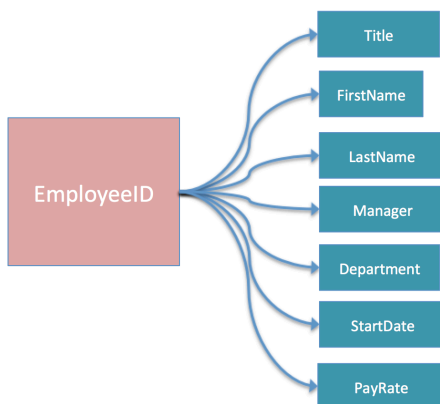 Title
FirstName
LastName
EmployeeID
Manager
Department
StartDate
PayRate